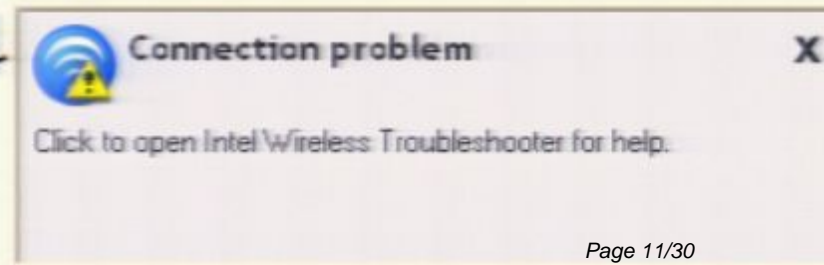 Connection problem
X
Click to open Intel Wireless Troubleshooter for help.
Page 11/30